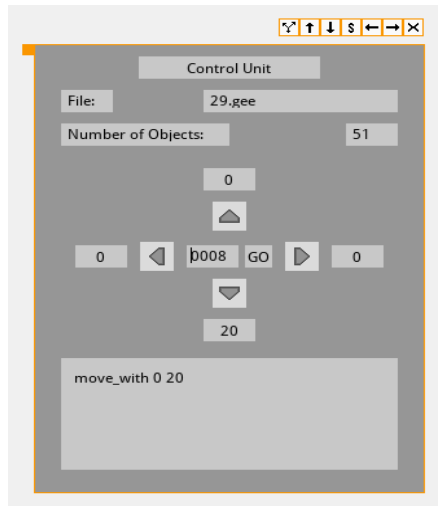 $
Control Unit
File: 29.gee
Number of Objects: 51
0
0 0008 GO 0
20
move_with 0 20